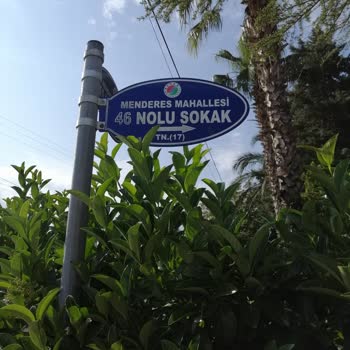 MENDERES MAHALLESİ
46 NOLU SOKAK
TN.(17)